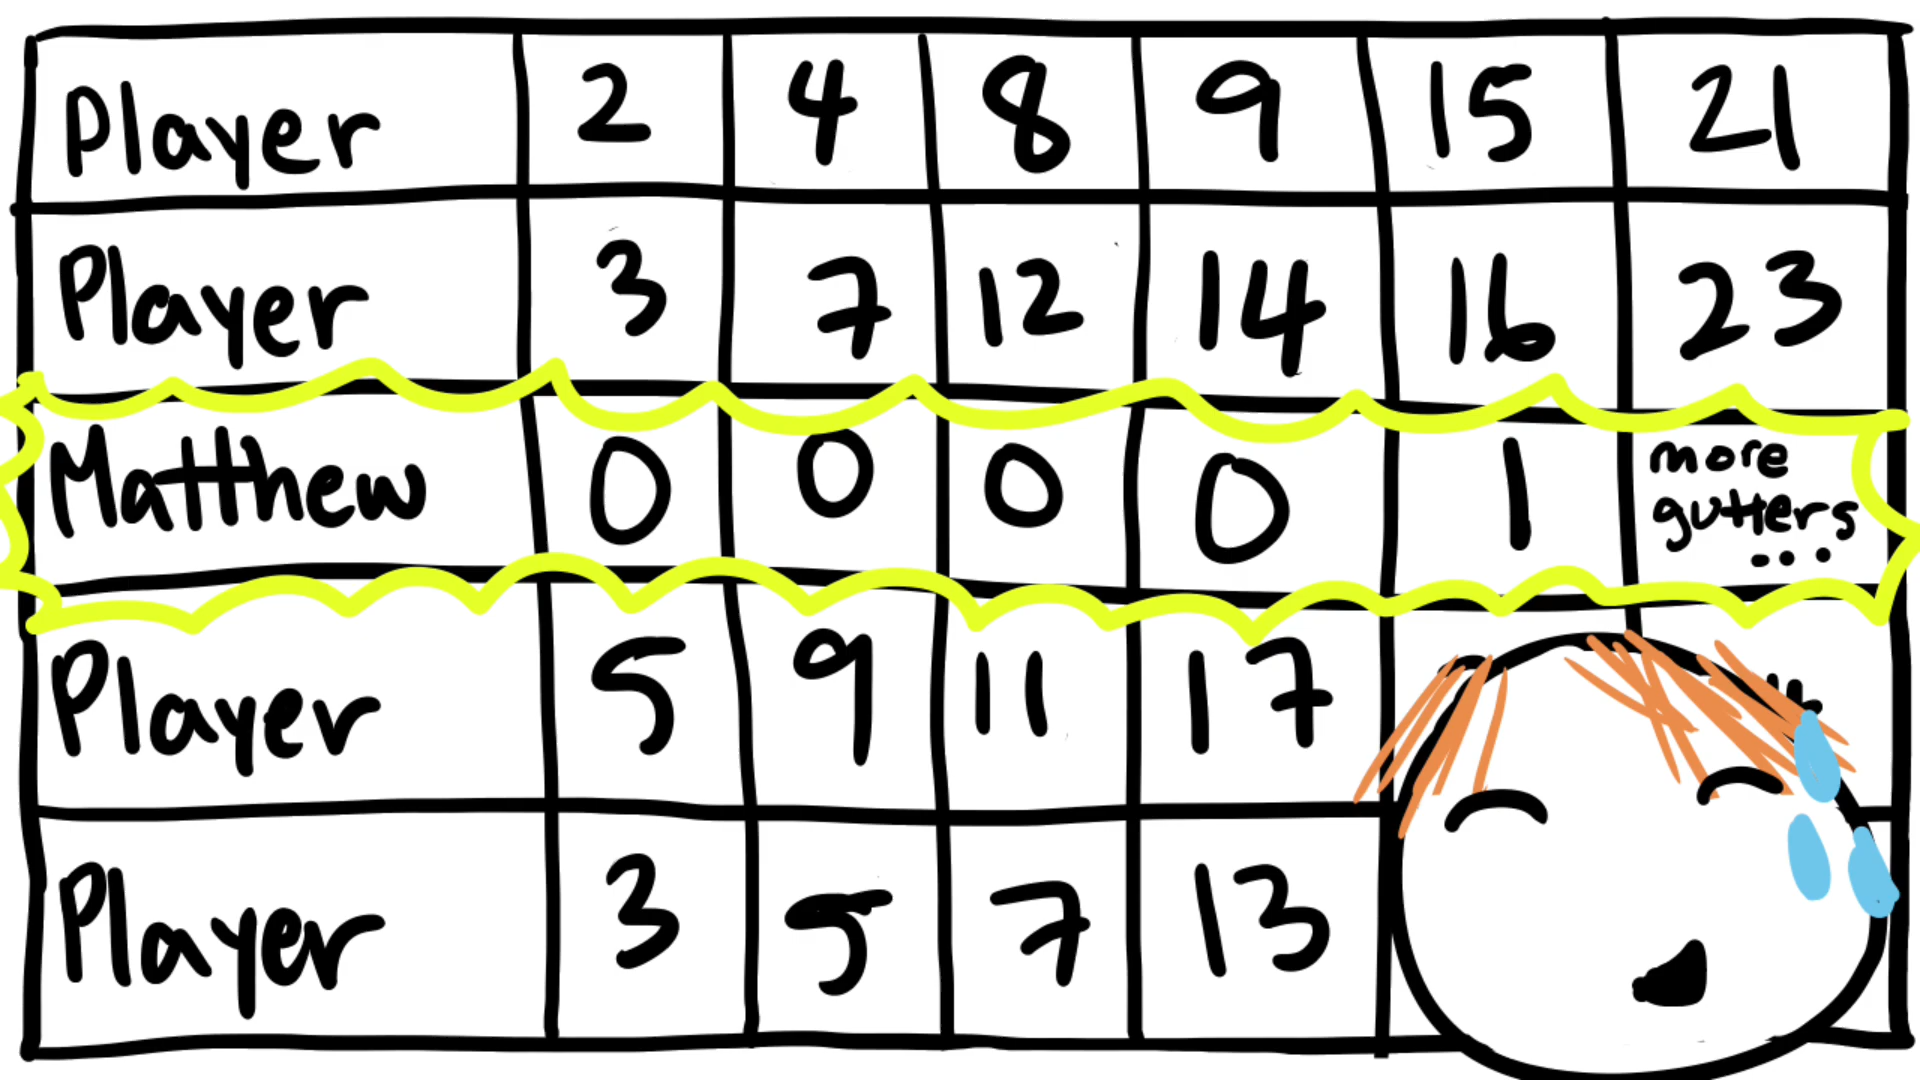 Player 2 4 8 9 15 21
Player 3 7 12 14 16 23
Matthew 0 0 0 0 1 more
gutters
...
Player 5 9 11 17
Player 3 5 7 13